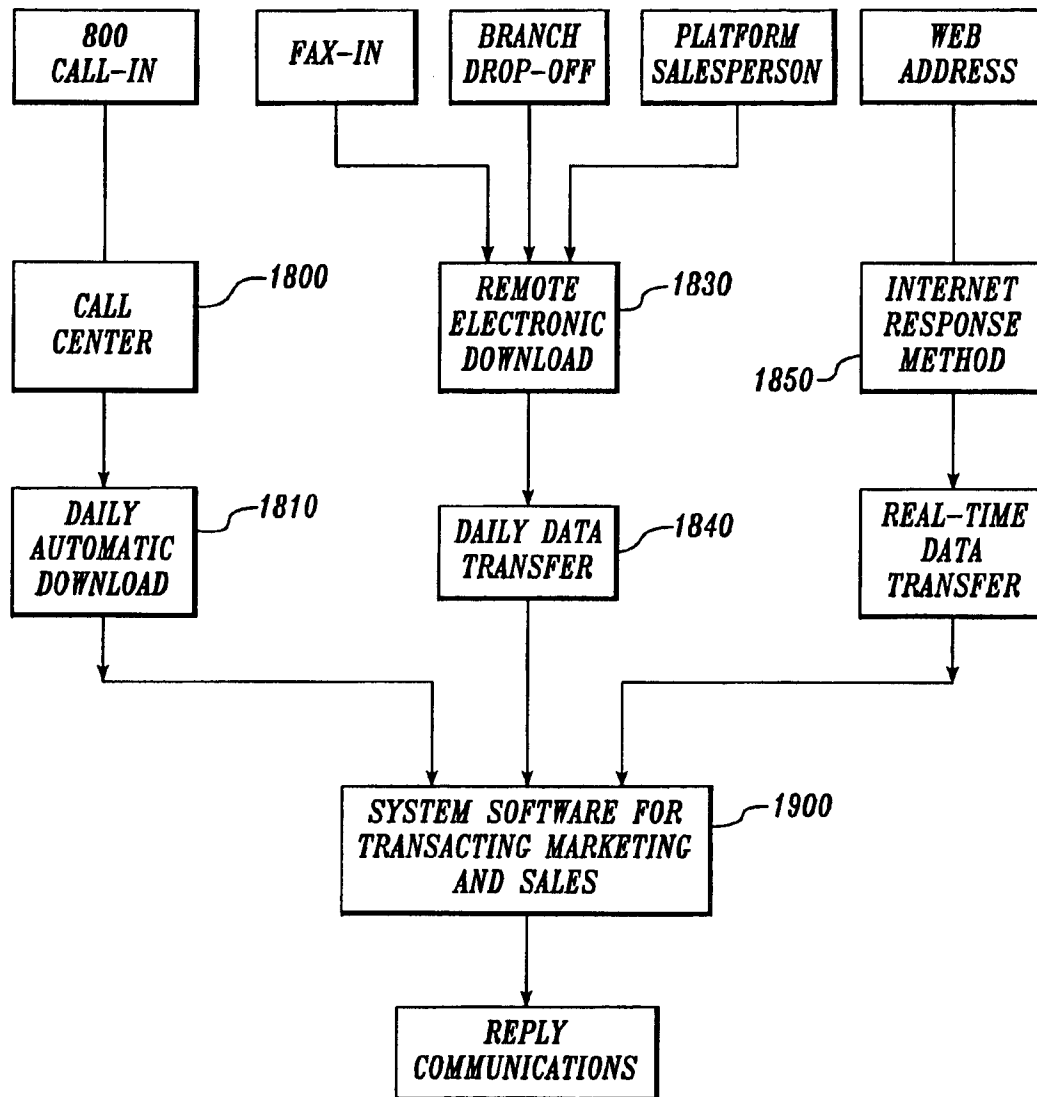 800
CALL-IN
FAX-IN
BRANCH
DROP-OFF
PLATFORM
SALESPERSON
WEB
ADDRESS
CALL
CENTER
1800
REMOTE
ELECTRONIC
DOWNLOAD
1830
INTERNET
RESPONSE
METHOD
1850
DAILY
AUTOMATIC
DOWNLOAD
1810
DAILY DATA
TRANSFER
1840
REAL-TIME
DATA
TRANSFER
SYSTEM SOFTWARE FOR
TRANSACTING MARKETING
AND SALES
1900
REPLY
COMMUNICATIONS